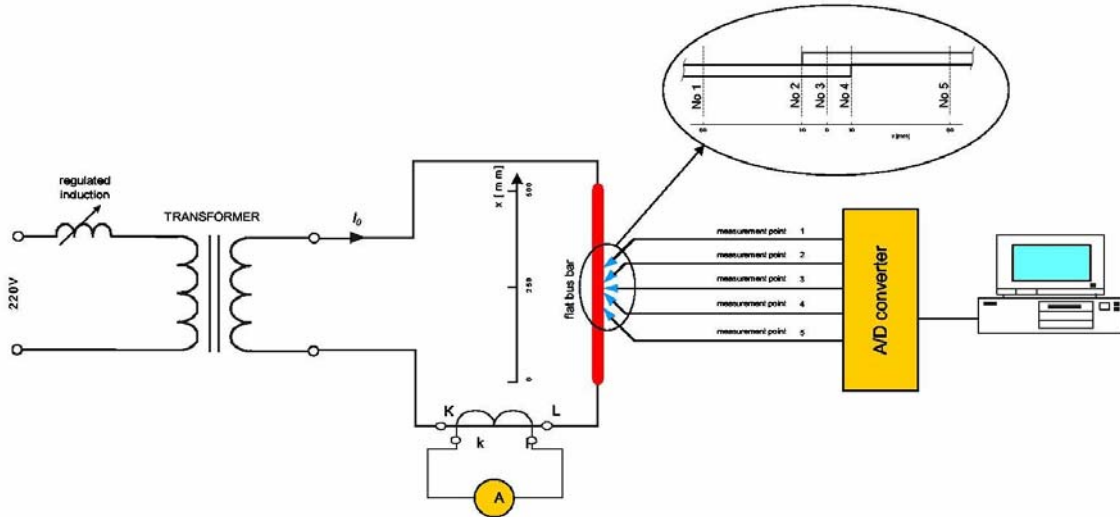 No 1
No 2
No 3
No 4
No 5
regulated
induction
TRANSFORMER
I₀
220V
x [mm]
500
250
0
flat bus bar
measurement point 1
measurement point 2
measurement point 3
measurement point 4
measurement point 5
A/D converter
K
L
k
l
A